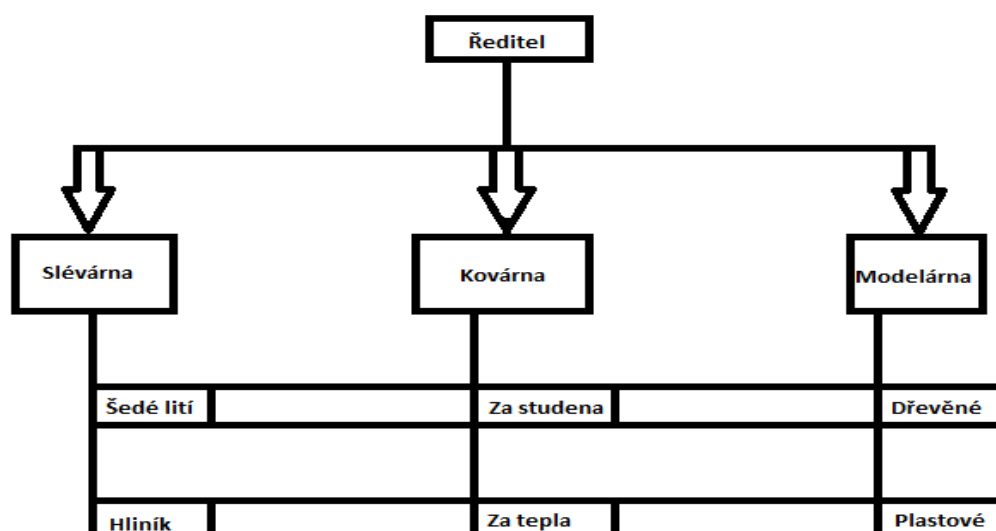 Ředitel
Slévárna
Kovárna
Modelárna
Šedé lití
Za studena
Dřevěné
Hliník
Za tepla
Plastové